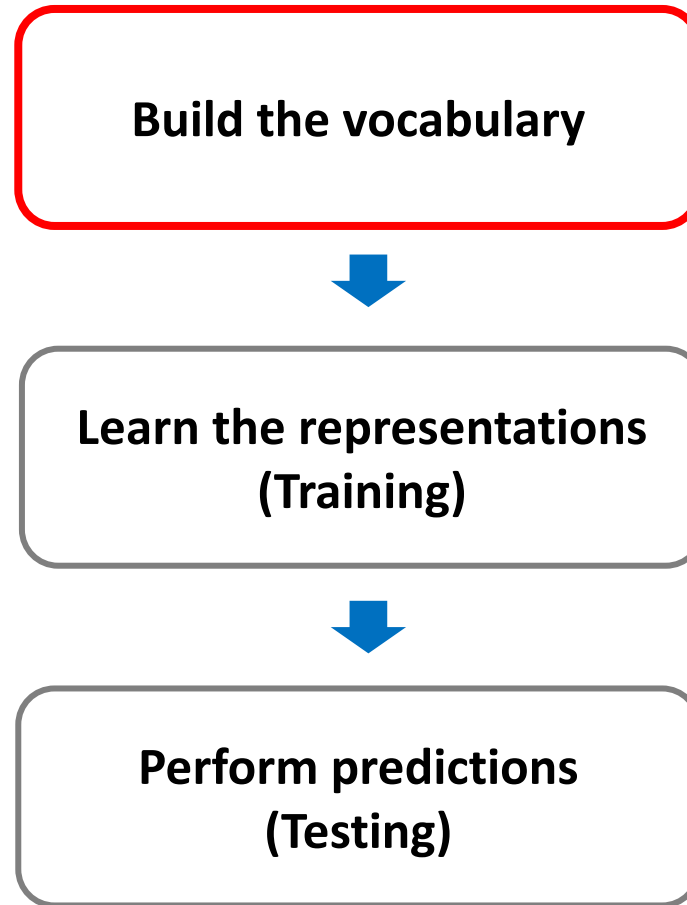 Build the vocabulary
Learn the representations
(Training)
Perform predictions
(Testing)